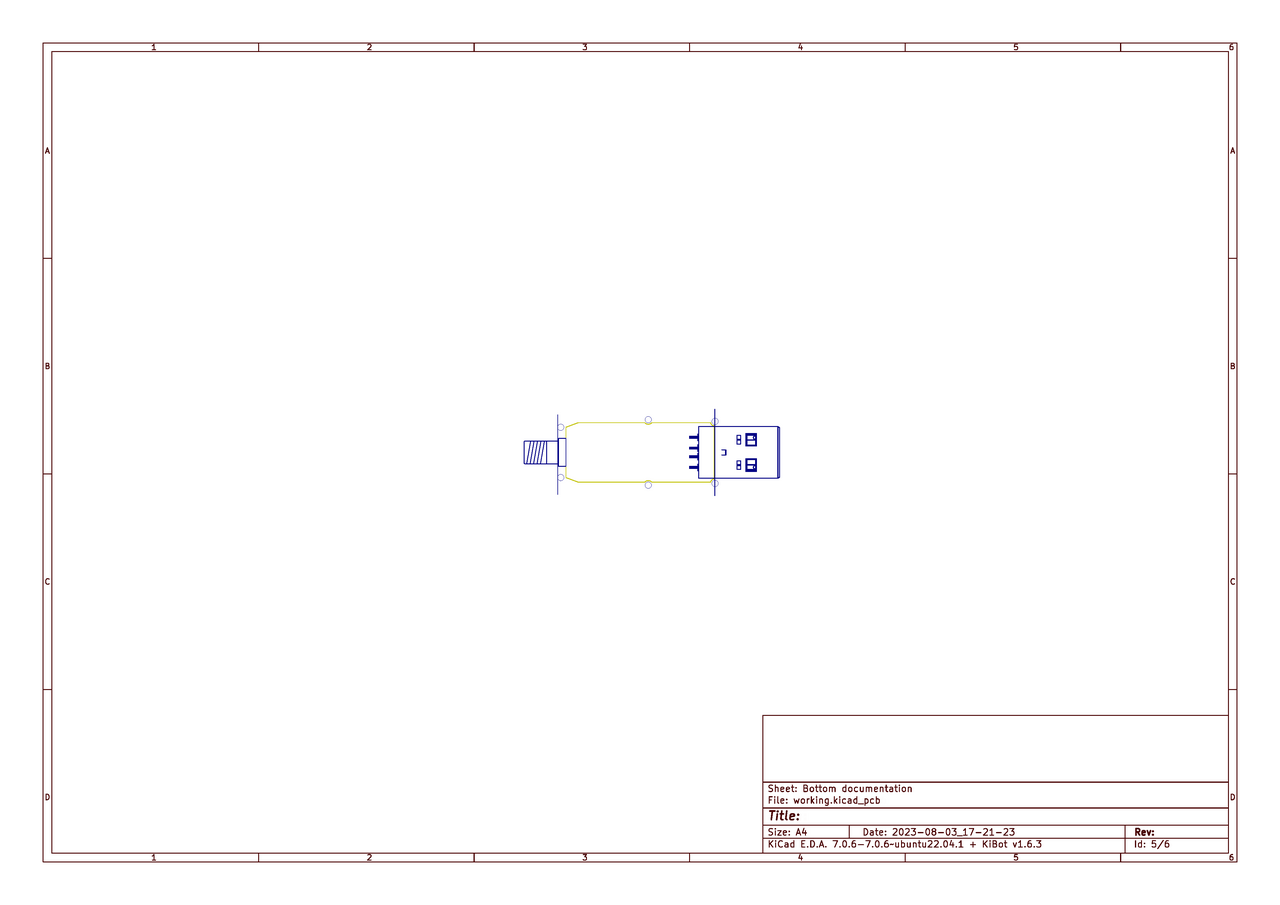 1 2 3 4 5 6
A A
B B
C C
D D
Sheet: Bottom documentation
File: working.kicad_pcb
Title:
Size: A4 Date: 2023-08-03_17-21-23 Rev:
KiCad E.D.A. 7.0.6-7.0.6~ubuntu22.04.1 + KiBot v1.6.3 Id: 5/6
1 2 3 4 5 6